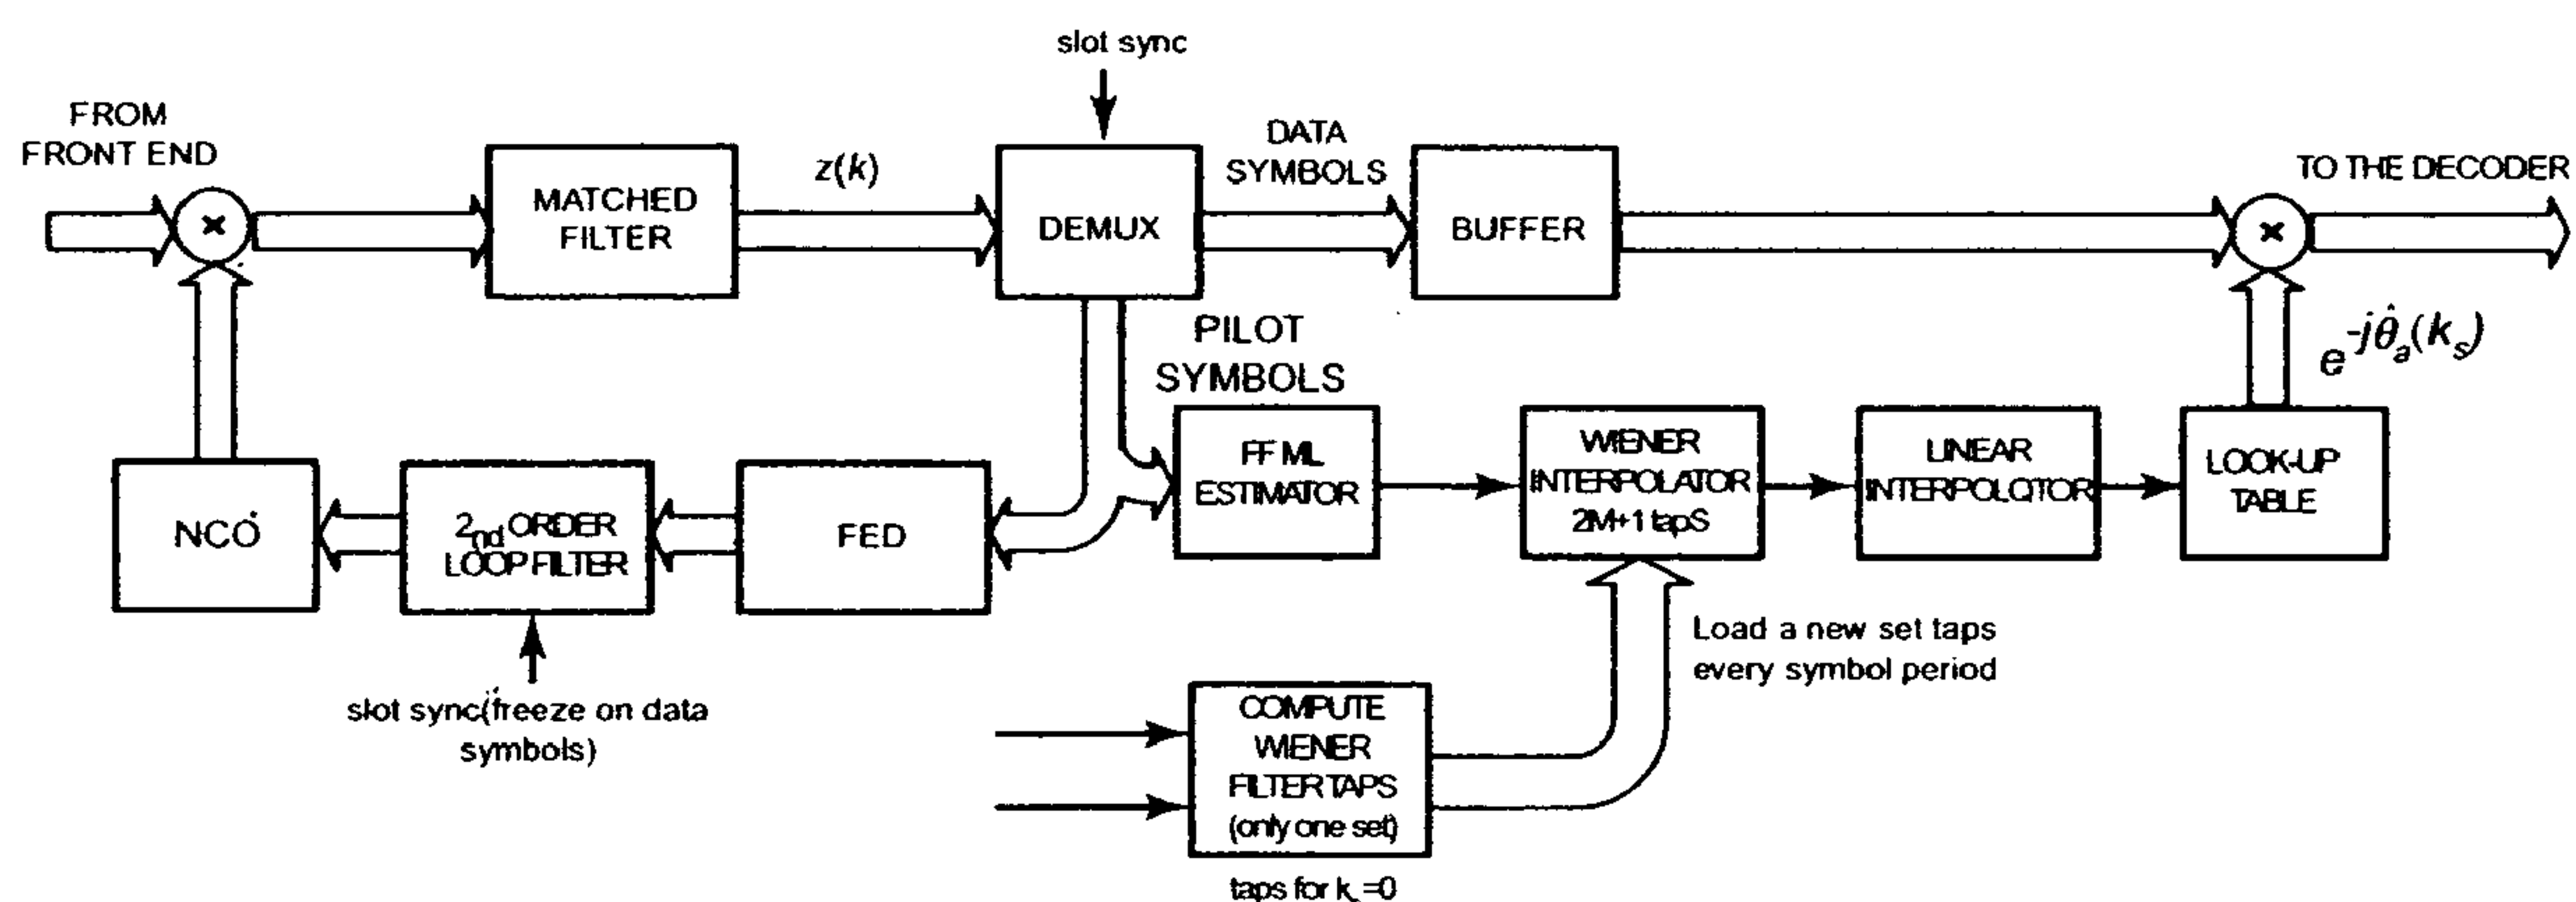 slot sync
FROM
FRONT END
MATCHED
FILTER
z(k)
DEMUX
DATA
SYMBOLS
BUFFER
TO THE DECODER
PILOT
SYMBOLS
e^-jθ̂a(ks)
NCO
2nd ORDER
LOOP FILTER
FED
FF ML
ESTIMATOR
WIENER
INTERPOLATOR
2M+1 tapS
LINEAR
INTERPOLQTOR
LOOK-UP
TABLE
slot sync(freeze on data
symbols)
Load a new set taps
every symbol period
COMPUTE
WIENER
FILTER TAPS
(only one set)
taps for ks=0